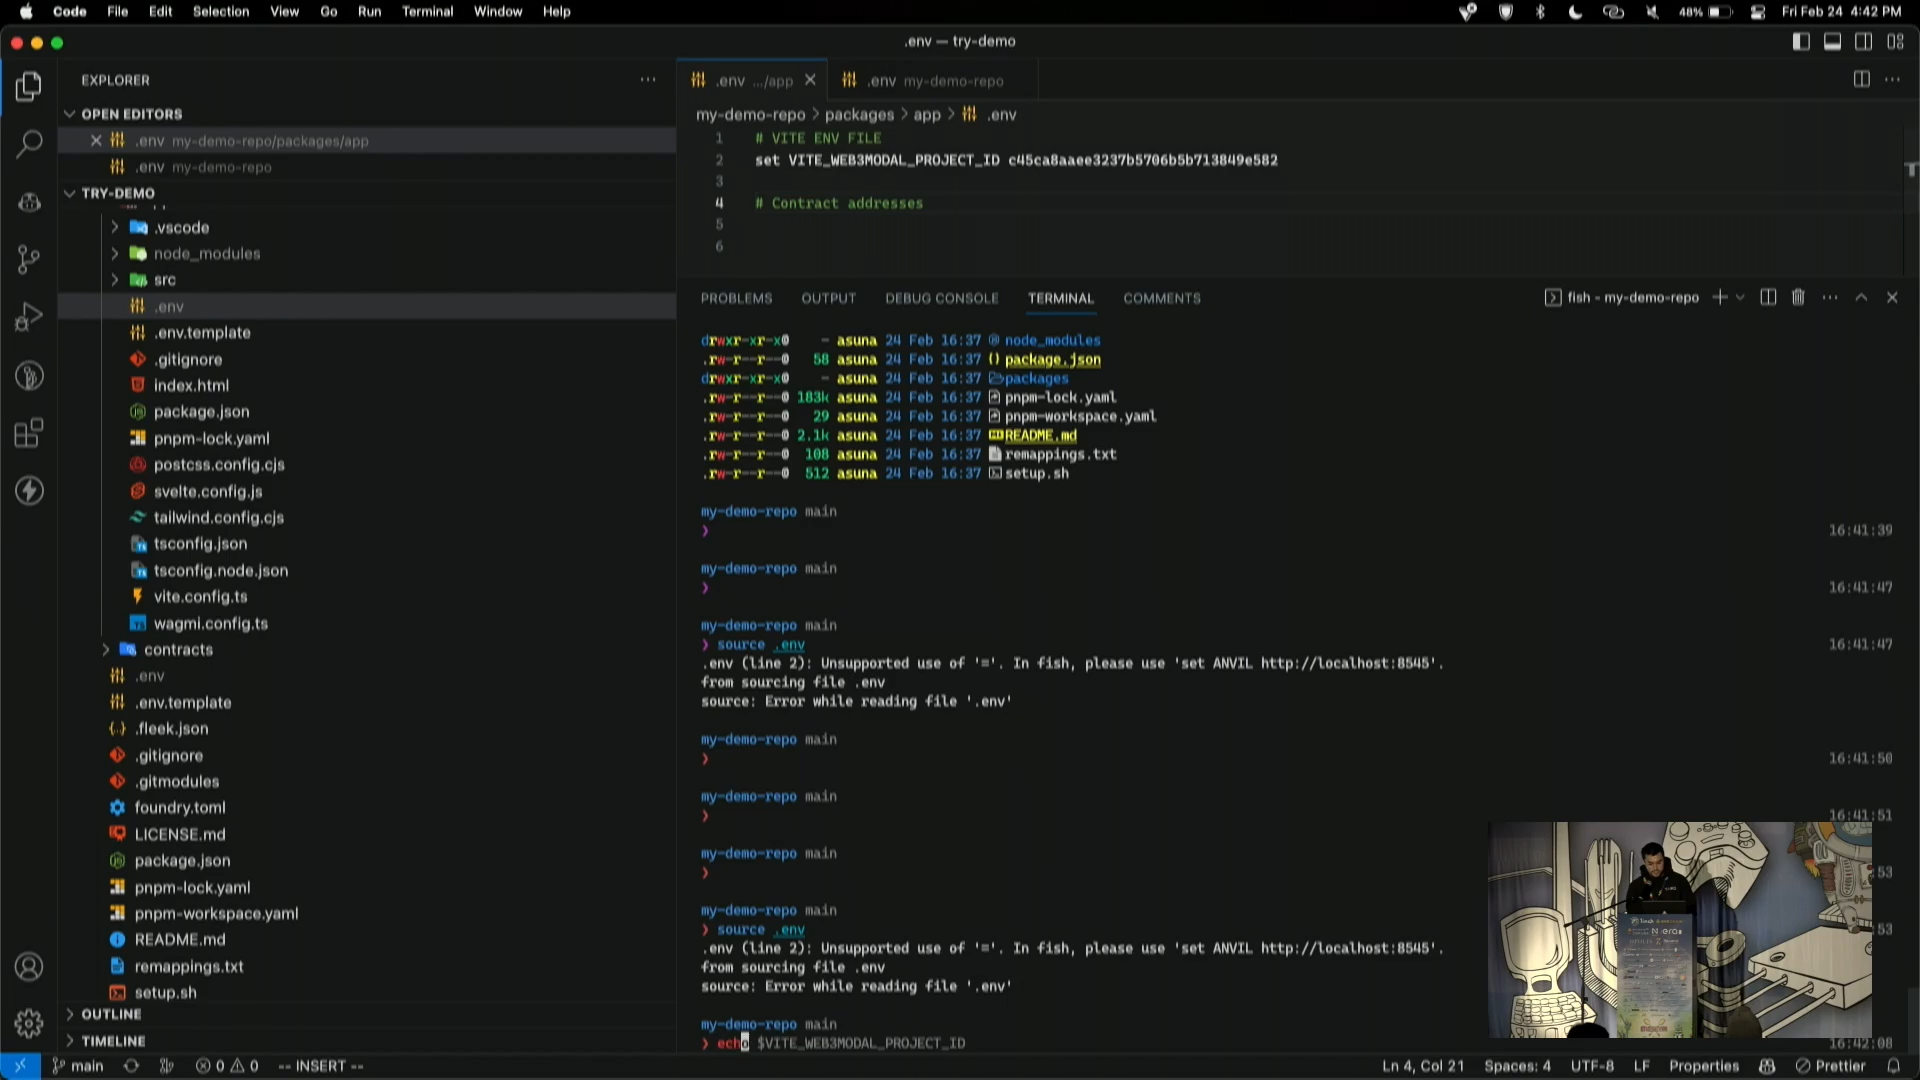 Code File Edit Selection View Go Run Terminal Window Help
48% Fri Feb 24 4:42 PM
.env — try-demo
EXPLORER
OPEN EDITORS
.env my-demo-repo/packages/app
.env my-demo-repo
TRY-DEMO
.vscode
node_modules
src
.env
.env.template
.gitignore
index.html
package.json
pnpm-lock.yaml
postcss.config.cjs
svelte.config.js
tailwind.config.cjs
tsconfig.json
tsconfig.node.json
vite.config.ts
wagmi.config.ts
contracts
.env
.env.template
.fleek.json
.gitignore
.gitmodules
foundry.toml
LICENSE.md
package.json
pnpm-lock.yaml
pnpm-workspace.yaml
README.md
remappings.txt
setup.sh
OUTLINE
TIMELINE
.env .../app
.env my-demo-repo
my-demo-repo > packages > app > .env
1 # VITE ENV FILE
2 set VITE_WEB3MODAL_PROJECT_ID c45ca8aaee3237b5706b5b713849e582
3
4 # Contract addresses
5
6
PROBLEMS OUTPUT DEBUG CONSOLE TERMINAL COMMENTS
fish - my-demo-repo
drwxr-xr-x@ - asuna 24 Feb 16:37 node_modules
.rw-r--r--@ 58 asuna 24 Feb 16:37 package.json
drwxr-xr-x@ - asuna 24 Feb 16:37 packages
.rw-r--r--@ 183k asuna 24 Feb 16:37 pnpm-lock.yaml
.rw-r--r--@ 29 asuna 24 Feb 16:37 pnpm-workspace.yaml
.rw-r--r--@ 2.1k asuna 24 Feb 16:37 README.md
.rw-r--r--@ 108 asuna 24 Feb 16:37 remappings.txt
.rw-r--r--@ 512 asuna 24 Feb 16:37 setup.sh
my-demo-repo main
❯ 16:41:39
my-demo-repo main
❯ 16:41:47
my-demo-repo main
❯ source .env 16:41:47
.env (line 2): Unsupported use of '='. In fish, please use 'set ANVIL http://localhost:8545'.
from sourcing file .env
source: Error while reading file '.env'
my-demo-repo main
❯ 16:41:50
my-demo-repo main
❯ 16:41:51
my-demo-repo main
❯ 53
my-demo-repo main
❯ source .env 53
.env (line 2): Unsupported use of '='. In fish, please use 'set ANVIL http://localhost:8545'.
from sourcing file .env
source: Error while reading file '.env'
my-demo-repo main
❯ echo $VITE_WEB3MODAL_PROJECT_ID 16:42:08
main 0 0 -- INSERT -- Ln 4, Col 21 Spaces: 4 UTF-8 LF Properties Prettier